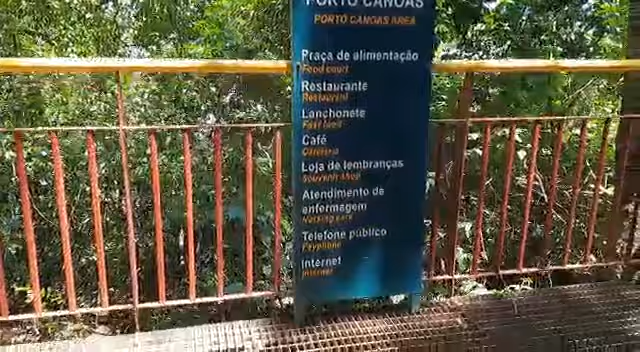 PORTO CANOAS
PORTO CANOAS AREA
Praça de alimentação
Food court
Restaurante
Restaurant
Lanchonete
Fast food
Café
Cafeteria
Loja de lembranças
Souvenir shop
Atendimento de
enfermagem
Nursing care
Telefone público
Payphone
Internet
Internet